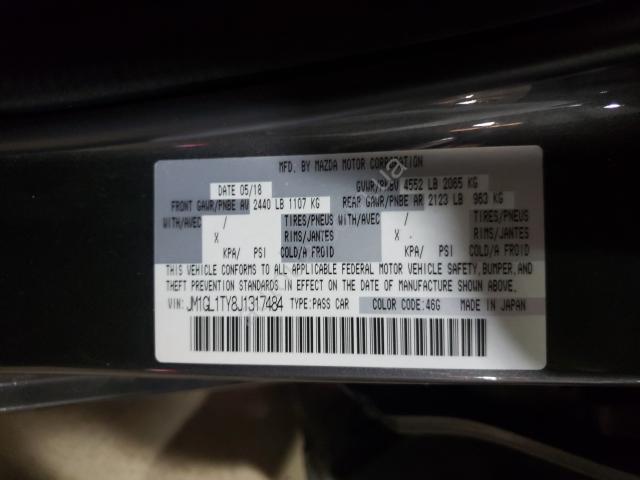 MFD. BY MAZDA MOTOR CORPORATION
DATE 05/18 GVWR/PNBV 4552 LB 2065 KG
FRONT GAWR/PNBE AV 2440 LB 1107 KG REAR GAWR/PNBE AR 2123 LB 963 KG
WITH/AVEC / TIRES/PNEUS WITH/AVEC / TIRES/PNEUS
X RIMS/JANTES X - RIMS/JANTES
KPA/ PSI COLD/A FROID KPA/ PSI COLD/A FROID
THIS VEHICLE CONFORMS TO ALL APPLICABLE FEDERAL MOTOR VEHICLE SAFETY, BUMPER, AND
THEFT PREVENTION STANDARDS IN EFFECT ON THE DATE OF MANUFACTURE SHOWN ABOVE.
VIN: JM1GL1TY8J1317484 TYPE: PASS CAR COLOR CODE: 46G MADE IN JAPAN